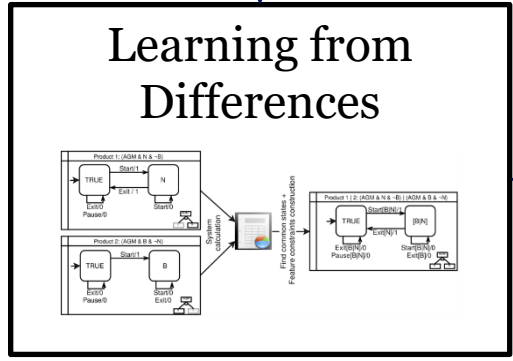 Learning from
Differences
Product 1: (AGM & N & ~B)
Start/1
TRUE
N
Exit / 1
Exit/0
Pause/0
Start/0
Product 2: (AGM & B & ~N)
Start/1
TRUE
B
Exit/0
Pause/0
Start/0
Exit/0
System
calculation
Find common states +
Feature constraints construction
Product 1 | 2: (AGM & N & ~B) | (AGM & B & ~N)
Start[B|N]/1
TRUE
[B|N]
Exit[N]/1
Exit[B|N]/0
Pause[B|N]/0
Start[B|N]/0
Exit[B]/0